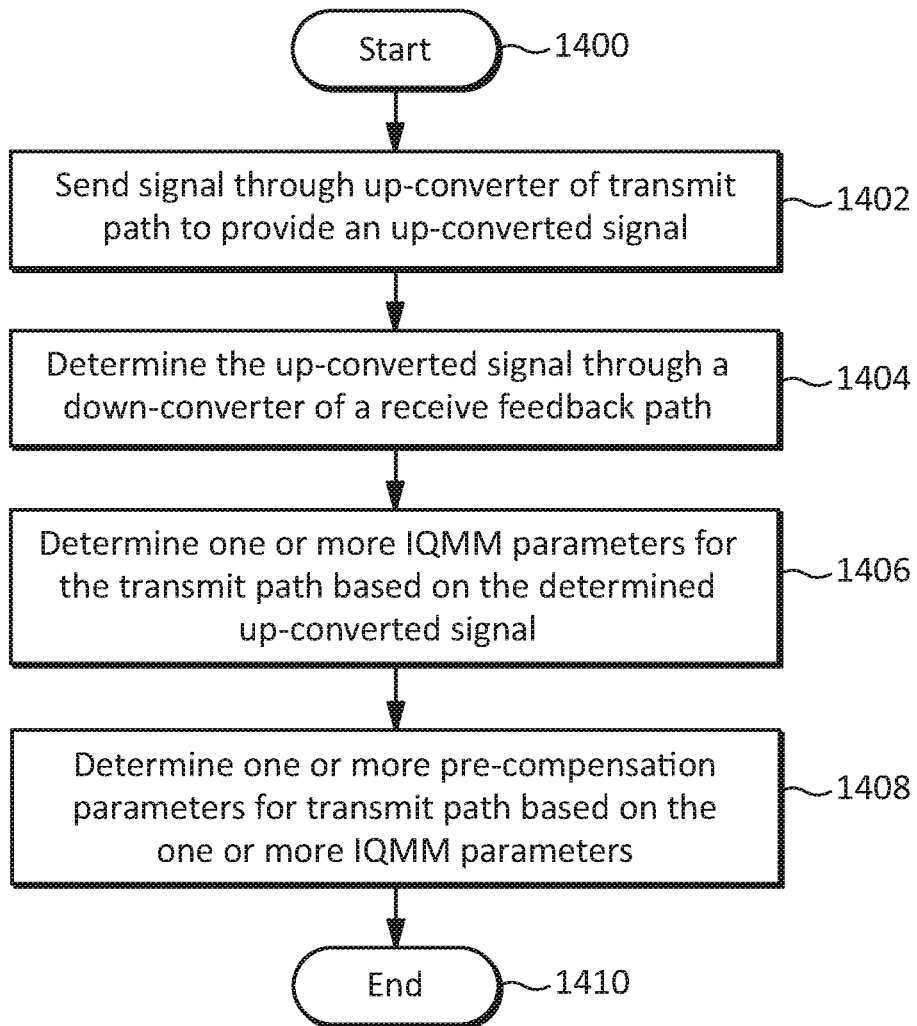 Start
1400
Send signal through up-converter of transmit
path to provide an up-converted signal
1402
Determine the up-converted signal through a
down-converter of a receive feedback path
1404
Determine one or more IQMM parameters for
the transmit path based on the determined
up-converted signal
1406
Determine one or more pre-compensation
parameters for transmit path based on the
one or more IQMM parameters
1408
End
1410